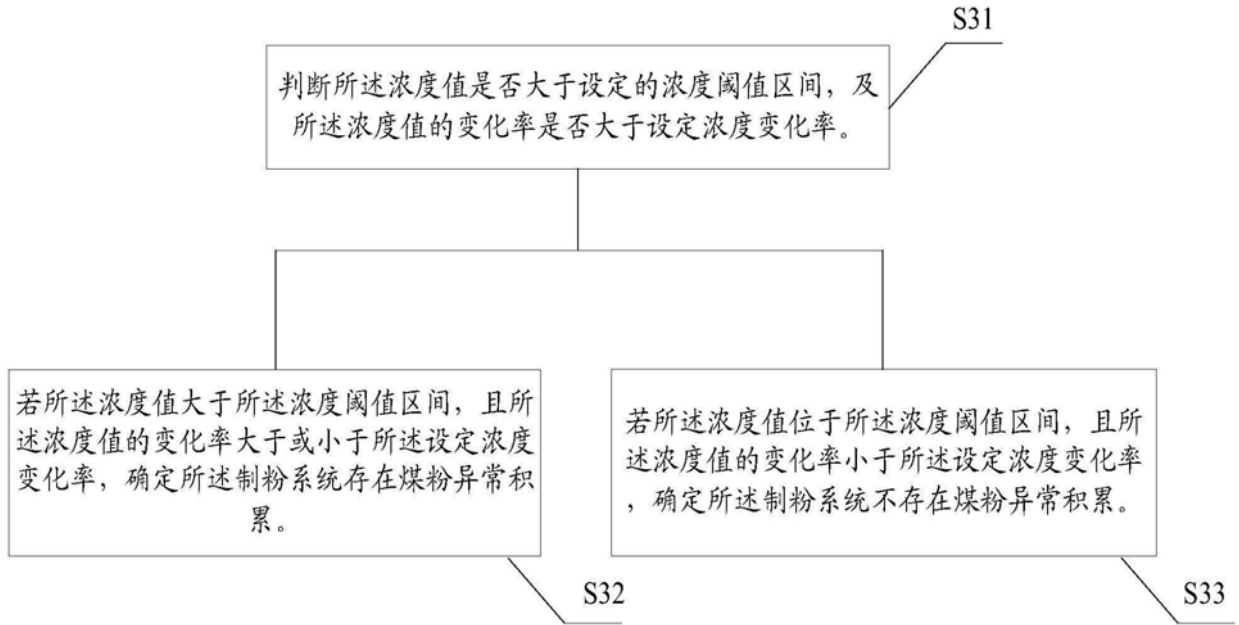 S31
判断所述浓度值是否大于设定的浓度阈值区间，及
所述浓度值的变化率是否大于设定浓度变化率。
若所述浓度值大于所述浓度阈值区间，且所
述浓度值的变化率大于或小于所述设定浓度
变化率，确定所述制粉系统存在煤粉异常积
累。
S32
若所述浓度值位于所述浓度阈值区间，且所
述浓度值的变化率小于所述设定浓度变化率
，确定所述制粉系统不存在煤粉异常积累。
S33